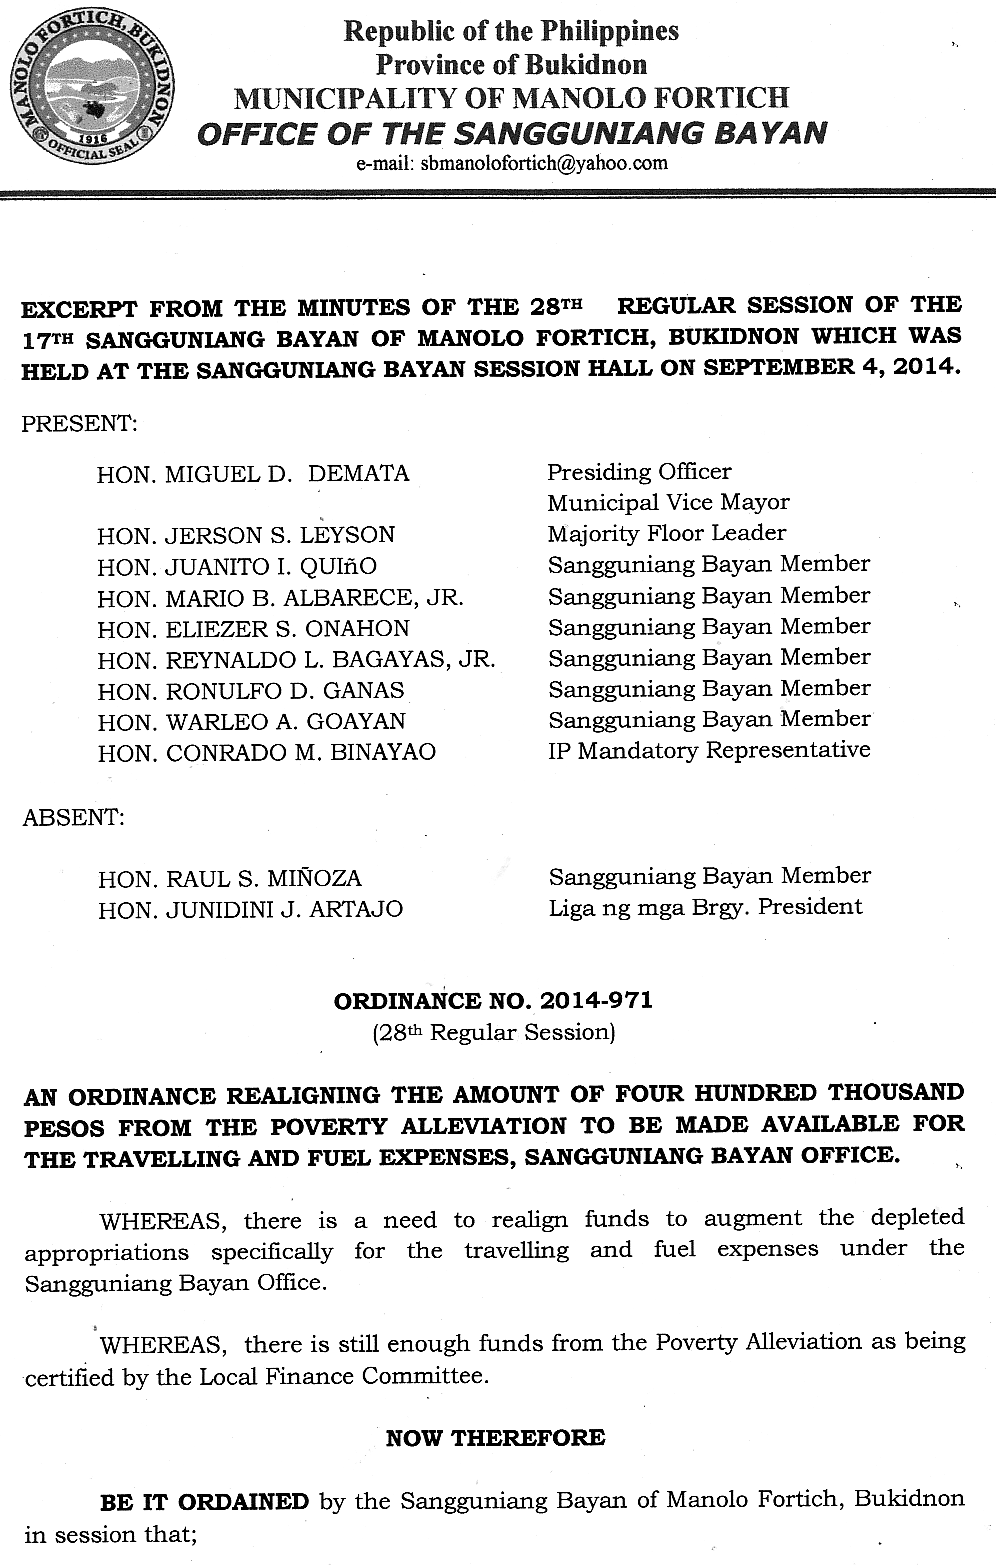 MANOLO FORTICH, BUKIDNON
1916
OFFICIAL SEAL
Republic of the Philippines
Province of Bukidnon
MUNICIPALITY OF MANOLO FORTICH
OFFICE OF THE SANGGUNIANG BAYAN
e-mail: sbmanolofortich@yahoo.com
EXCERPT FROM THE MINUTES OF THE 28TH REGULAR SESSION OF THE
17TH SANGGUNIANG BAYAN OF MANOLO FORTICH, BUKIDNON WHICH WAS
HELD AT THE SANGGUNIANG BAYAN SESSION HALL ON SEPTEMBER 4, 2014.
PRESENT:
HON. MIGUEL D. DEMATA Presiding Officer
Municipal Vice Mayor
HON. JERSON S. LEYSON Majority Floor Leader
HON. JUANITO I. QUIñO Sangguniang Bayan Member
HON. MARIO B. ALBARECE, JR. Sangguniang Bayan Member
HON. ELIEZER S. ONAHON Sangguniang Bayan Member
HON. REYNALDO L. BAGAYAS, JR. Sangguniang Bayan Member
HON. RONULFO D. GANAS Sangguniang Bayan Member
HON. WARLEO A. GOAYAN Sangguniang Bayan Member
HON. CONRADO M. BINAYAO IP Mandatory Representative
ABSENT:
HON. RAUL S. MIÑOZA Sangguniang Bayan Member
HON. JUNIDINI J. ARTAJO Liga ng mga Brgy. President
ORDINANCE NO. 2014-971
(28th Regular Session)
AN ORDINANCE REALIGNING THE AMOUNT OF FOUR HUNDRED THOUSAND
PESOS FROM THE POVERTY ALLEVIATION TO BE MADE AVAILABLE FOR
THE TRAVELLING AND FUEL EXPENSES, SANGGUNIANG BAYAN OFFICE.
WHEREAS, there is a need to realign funds to augment the depleted
appropriations specifically for the travelling and fuel expenses under the
Sangguniang Bayan Office.
WHEREAS, there is still enough funds from the Poverty Alleviation as being
certified by the Local Finance Committee.
NOW THEREFORE
BE IT ORDAINED by the Sangguniang Bayan of Manolo Fortich, Bukidnon
in session that;